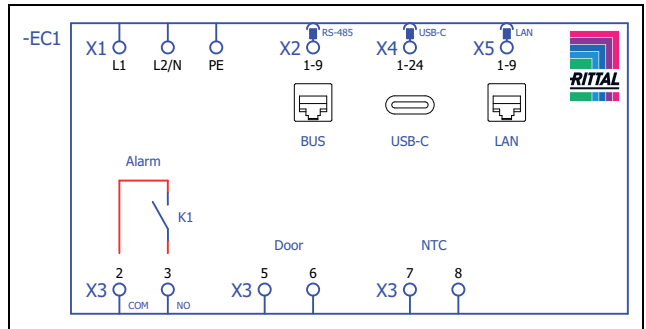 -EC1
RS-485 USB-C LAN
X1 X2 X4 X5
L1 L2/N PE 1-9 1-24 1-9
RITTAL
BUS USB-C LAN
Alarm
K1
Door NTC
2 3 5 6 7 8
X3 X3 X3
COM NO